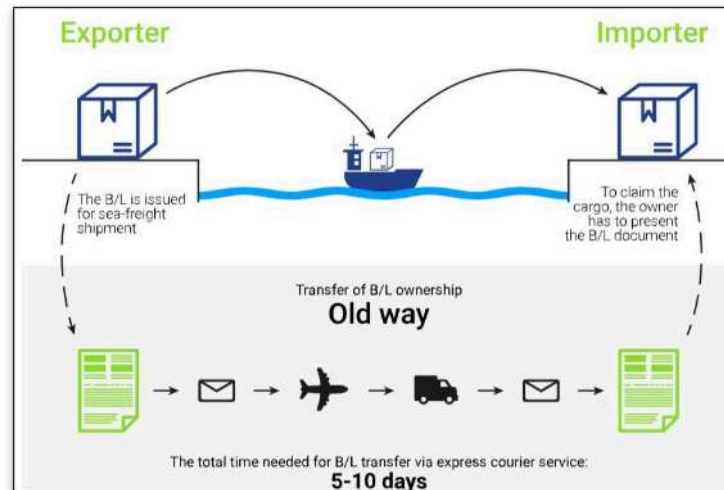 Exporter
Importer
The B/L is issued
for sea-freight
shipment
To claim the
cargo, the owner
has to present
the B/L document
Transfer of B/L ownership
Old way
The total time needed for B/L transfer via express courier service:
5-10 days